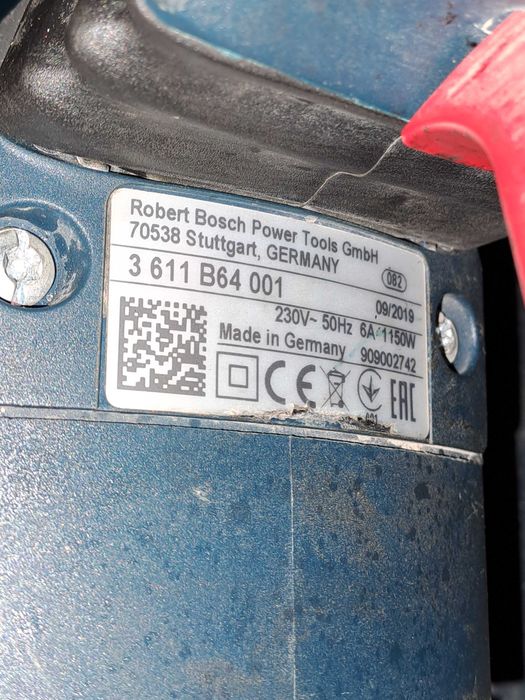 Robert Bosch Power Tools GmbH
70538 Stuttgart, GERMANY
082
3 611 B64 001
09/2019
230V~ 50Hz 6A 1150W
Made in Germany 909002742
CE
EAC